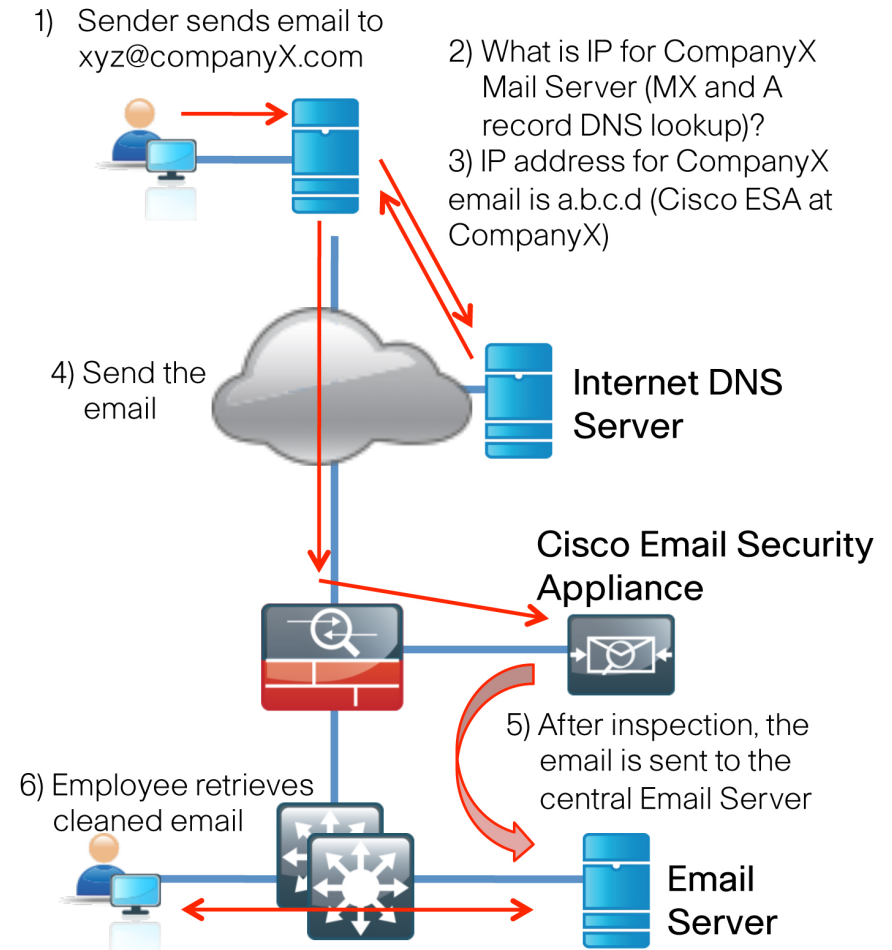 1) Sender sends email to
xyz@companyX.com
2) What is IP for CompanyX
Mail Server (MX and A
record DNS lookup)?
3) IP address for CompanyX
email is a.b.c.d (Cisco ESA at
CompanyX)
4) Send the
email
Internet DNS
Server
Cisco Email Security
Appliance
5) After inspection, the
email is sent to the
central Email Server
6) Employee retrieves
cleaned email
Email
Server